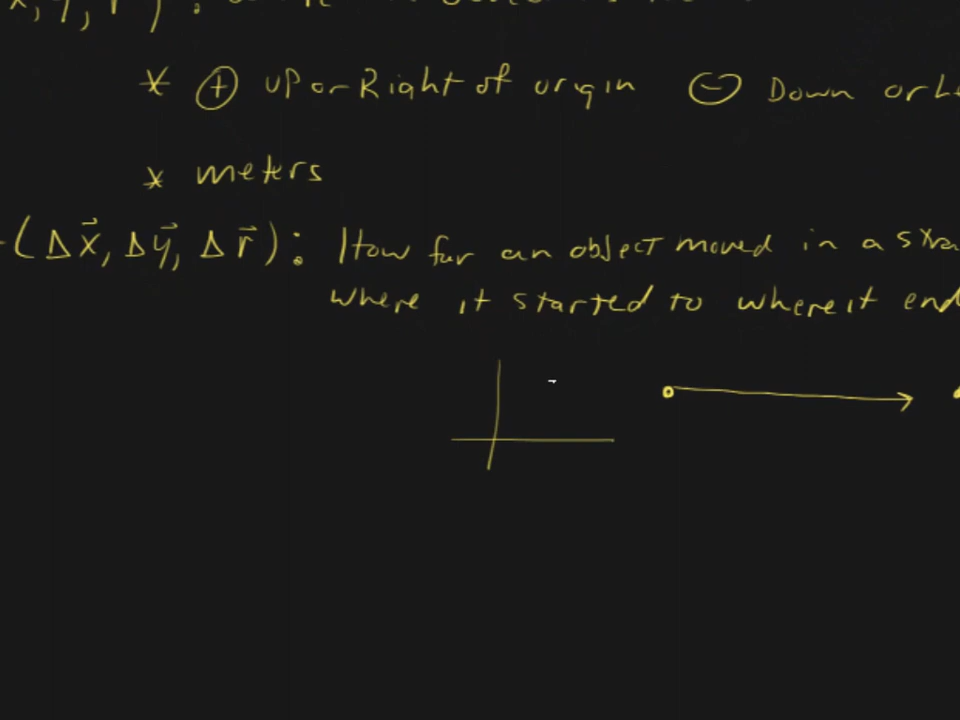 * ⊕ up or Right of origin ⊖ Down or
* meters
(Δx⃗, Δy⃗, Δr⃗): How far an object moved in a
where it started to where it